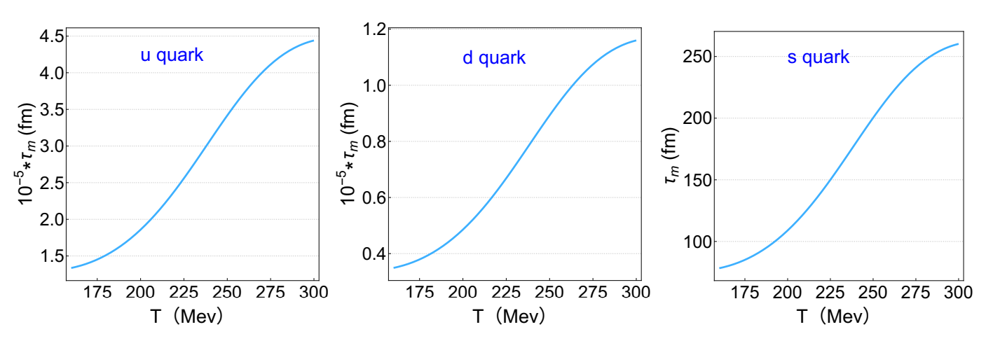 u quark
10⁻⁵*τₘ (fm)
4.5
4.0
3.5
3.0
2.5
2.0
1.5
175 200 225 250 275 300
T (Mev)
d quark
10⁻⁵*τₘ (fm)
1.2
1.0
0.8
0.6
0.4
175 200 225 250 275 300
T (Mev)
s quark
τₘ (fm)
250
200
150
100
175 200 225 250 275 300
T (Mev)